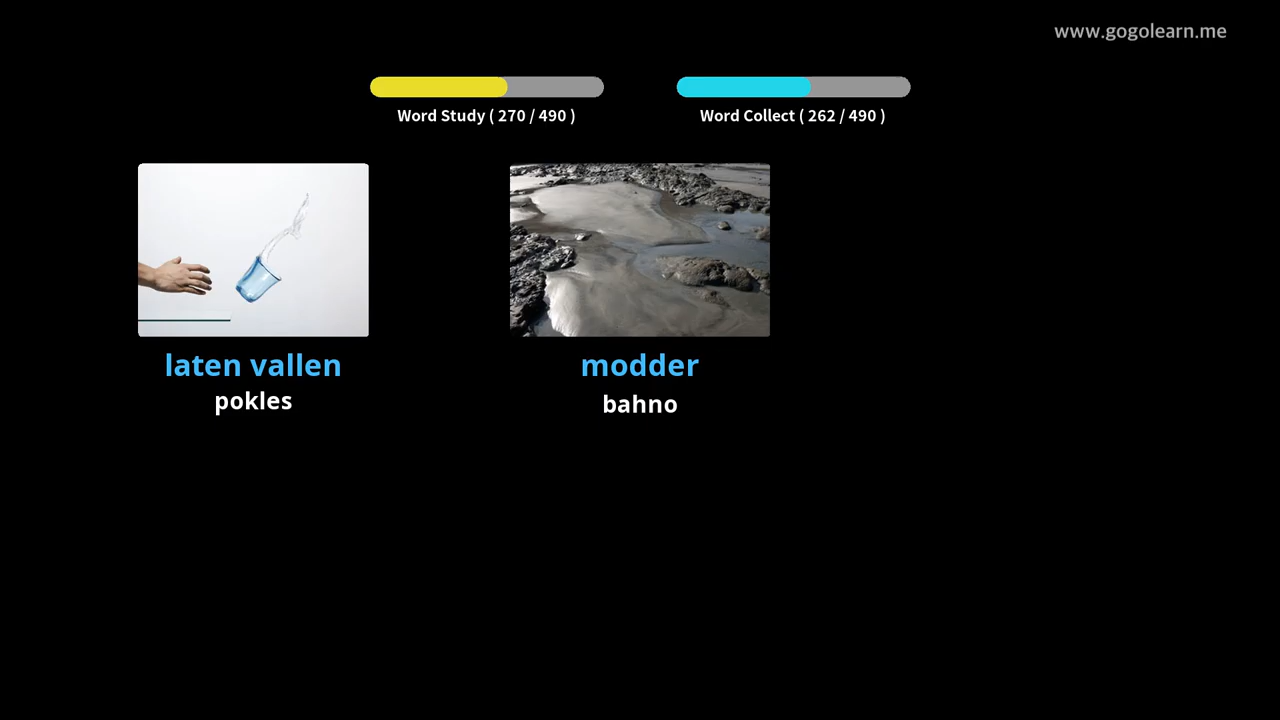 www.gogolearn.me
Word Study ( 270 / 490 )
Word Collect ( 262 / 490 )
laten vallen
pokles
modder
bahno